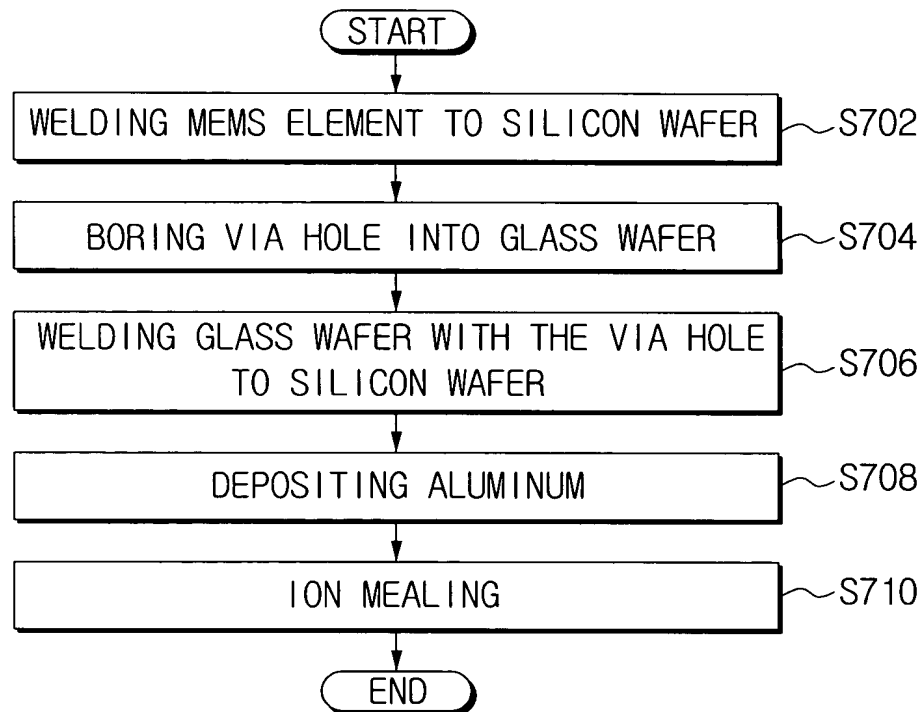 START
WELDING MEMS ELEMENT TO SILICON WAFER
S702
BORING VIA HOLE INTO GLASS WAFER
S704
WELDING GLASS WAFER WITH THE VIA HOLE
TO SILICON WAFER
S706
DEPOSITING ALUMINUM
S708
ION MEALING
S710
END